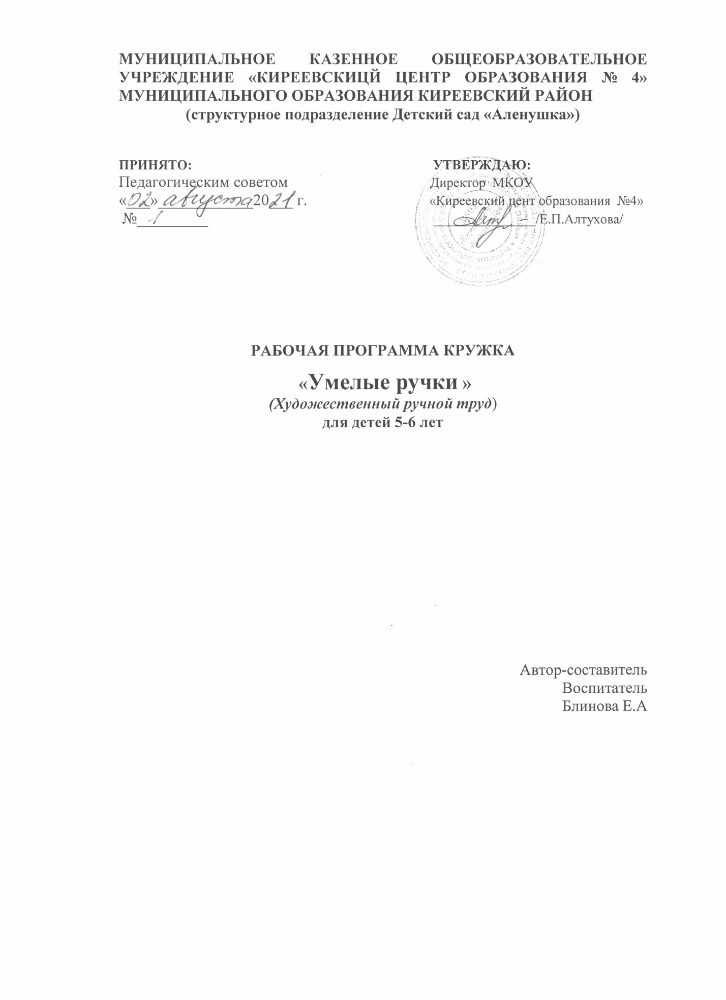 МУНИЦИПАЛЬНОЕ КАЗЕННОЕ ОБЩЕОБРАЗОВАТЕЛЬНОЕ
УЧРЕЖДЕНИЕ «КИРЕЕВСКИЦЙ ЦЕНТР ОБРАЗОВАНИЯ № 4»
МУНИЦИПАЛЬНОГО ОБРАЗОВАНИЯ КИРЕЕВСКИЙ РАЙОН
(структурное подразделение Детский сад «Аленушка»)
ПРИНЯТО:
Педагогическим советом
«02» августа 2021 г.
№ 1
УТВЕРЖДАЮ:
Директор МКОУ
«Киреевский цент образования №4»
/Е.П.Алтухова/
РАБОЧАЯ ПРОГРАММА КРУЖКА
«Умелые ручки »
(Художественный ручной труд)
для детей 5-6 лет
Автор-составитель
Воспитатель
Блинова Е.А